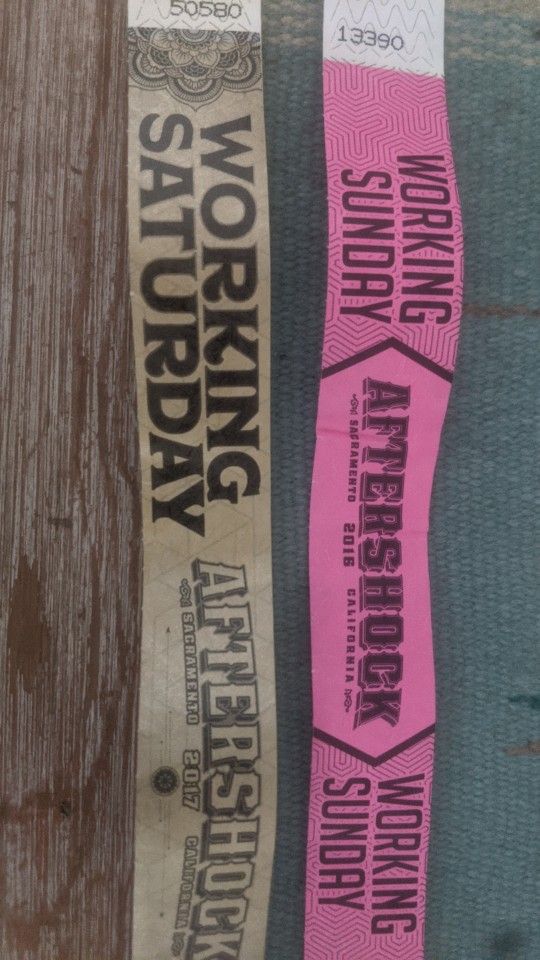 50580
WORKING
SATURDAY
AFTERSHOCK
SACRAMENTO 2017 CALIFORNIA
13390
WORKING
SUNDAY
AFTERSHOCK
SACRAMENTO 2016 CALIFORNIA
WORKING
SUNDAY